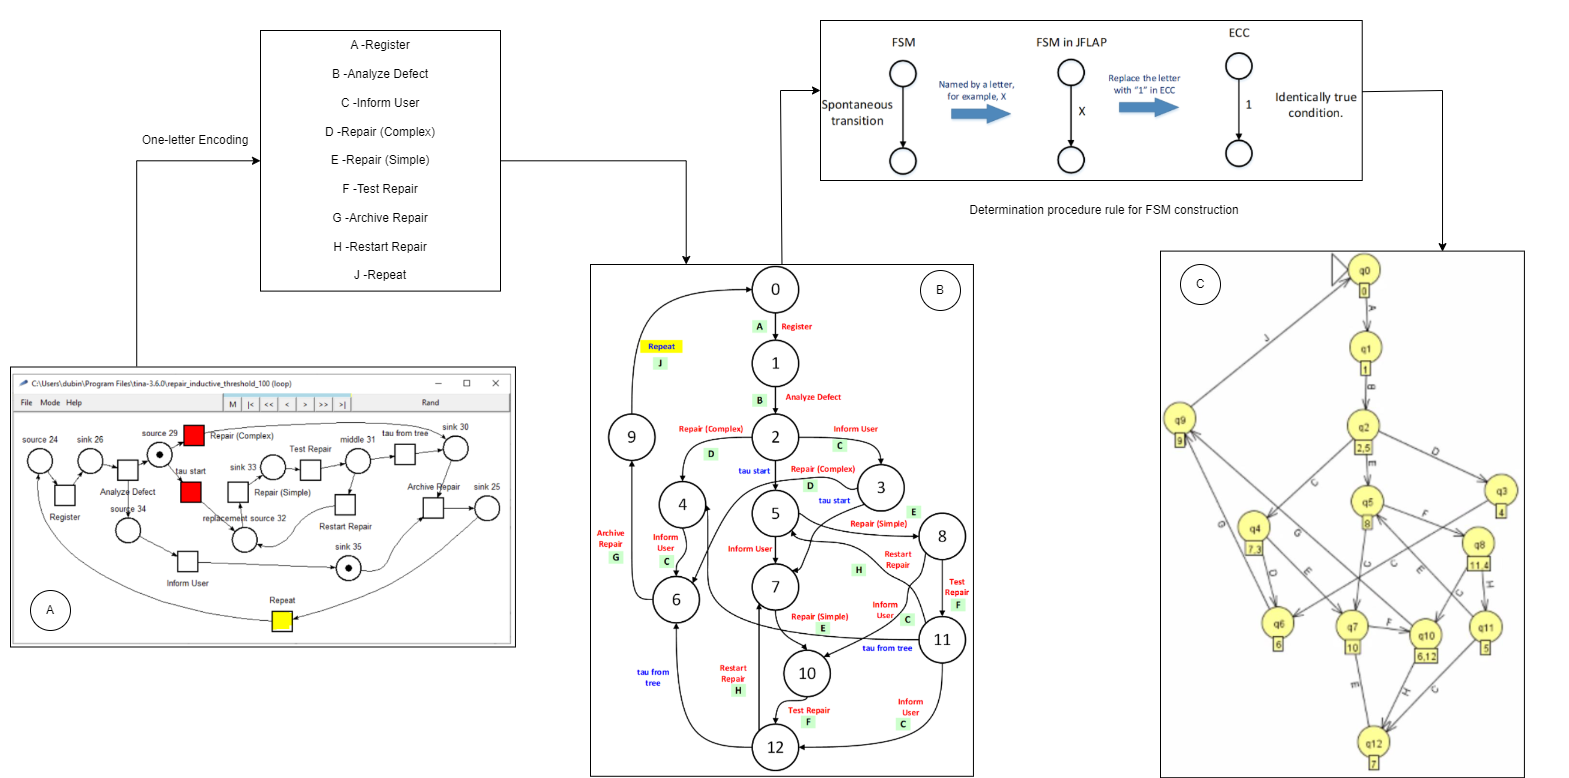 One-letter Encoding
A -Register
B -Analyze Defect
C -Inform User
D -Repair (Complex)
E -Repair (Simple)
F -Test Repair
G -Archive Repair
H -Restart Repair
J -Repeat
FSM
FSM in JFLAP
ECC
Spontaneous
transition
Named by a letter,
for example, X
X
Replace the letter
with "1" in ECC
1
Identically true
condition.
Determination procedure rule for FSM construction
C:\Users\dubin\Program Files\tina-3.6.0\repair_inductive_threshold_100 (loop)
File Mode Help
M |< << < > >> >|
Rand
source 24
sink 26
source 29
Repair (Complex)
tau from tree
sink 30
Test Repair
middle 31
sink 33
tau start
Analyze Defect
Repair (Simple)
Archive Repair
sink 25
Register
source 34
replacement source 32
Restart Repair
sink 35
Inform User
Repeat
A
B
0
A
Register
1
Repeat
J
B
Analyze Defect
2
9
Repair (Complex)
D
Inform User
C
tau start
Repair (Complex)
D
3
tau start
4
5
E
Repair (Simple)
8
Archive
Repair
G
Inform
User
C
Inform User
Restart
Repair
H
7
6
Test
Repair
F
Inform
User
C
Repair (Simple)
E
11
tau from tree
tau from
tree
Restart
Repair
H
10
Test Repair
F
Inform
User
C
12
C
q0
0
A
q1
1
J
B
q9
9
q2
2,5
D
E
C
q3
4
q5
8
F
q4
7,3
G
G
q8
11,4
D
E
C
C
E
H
C
q6
6
q7
10
F
q10
6,12
q11
5
E
H
C
q12
7